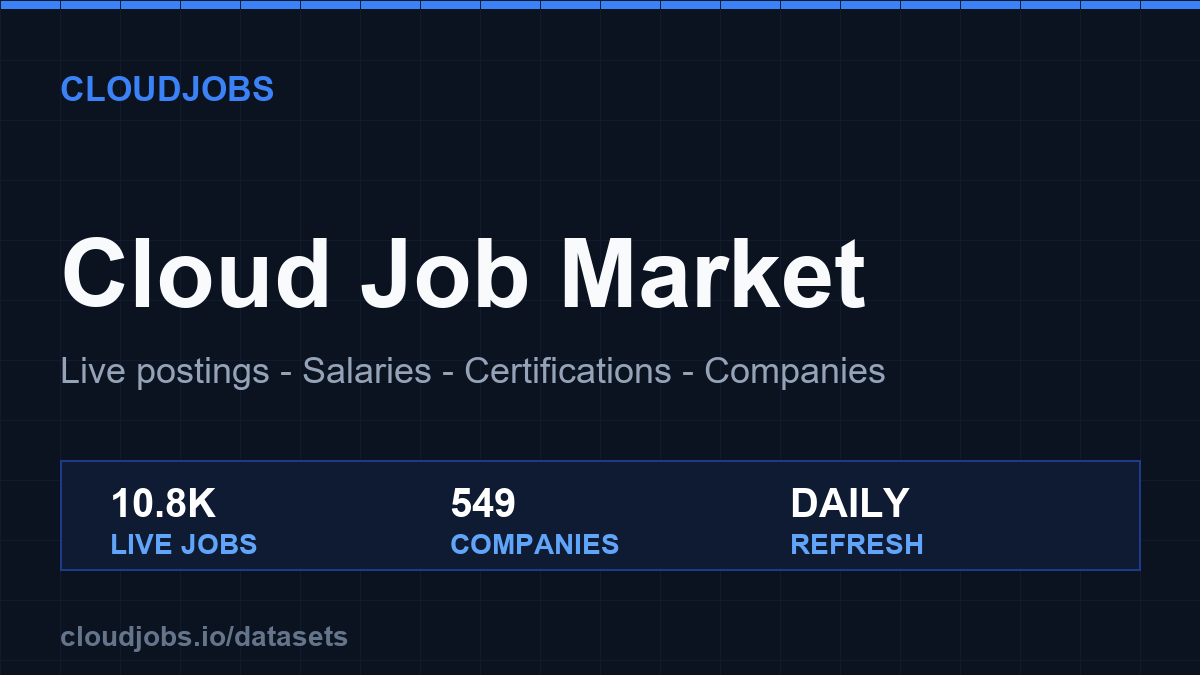 CLOUDJOBS
Cloud Job Market
Live postings - Salaries - Certifications - Companies
10.8K
LIVE JOBS
549
COMPANIES
DAILY
REFRESH
cloudjobs.io/datasets